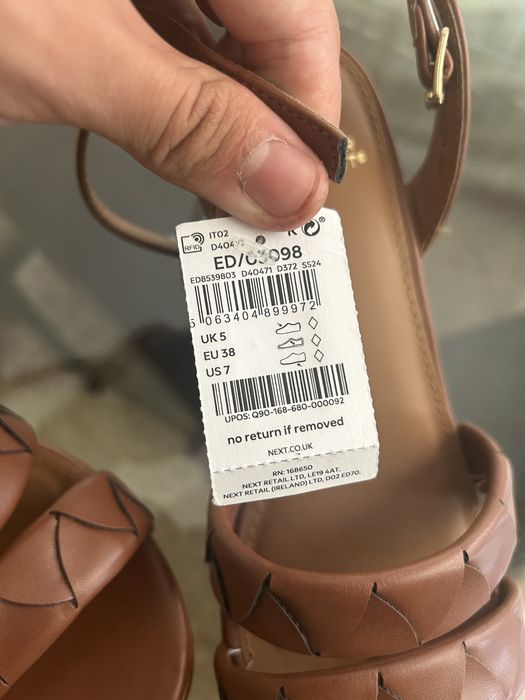 RFID
IT02
R
ED8539803 D40471 D372 SS24
5 063404 899972
UK 5
EU 38
US 7
UPOS: Q90-168-680-000092
no return if removed
NEXT.CO.UK
RN: 168650
NEXT RETAIL LTD, LE19 4AT.
NEXT RETAIL (IRELAND) LTD, D02 ED70.